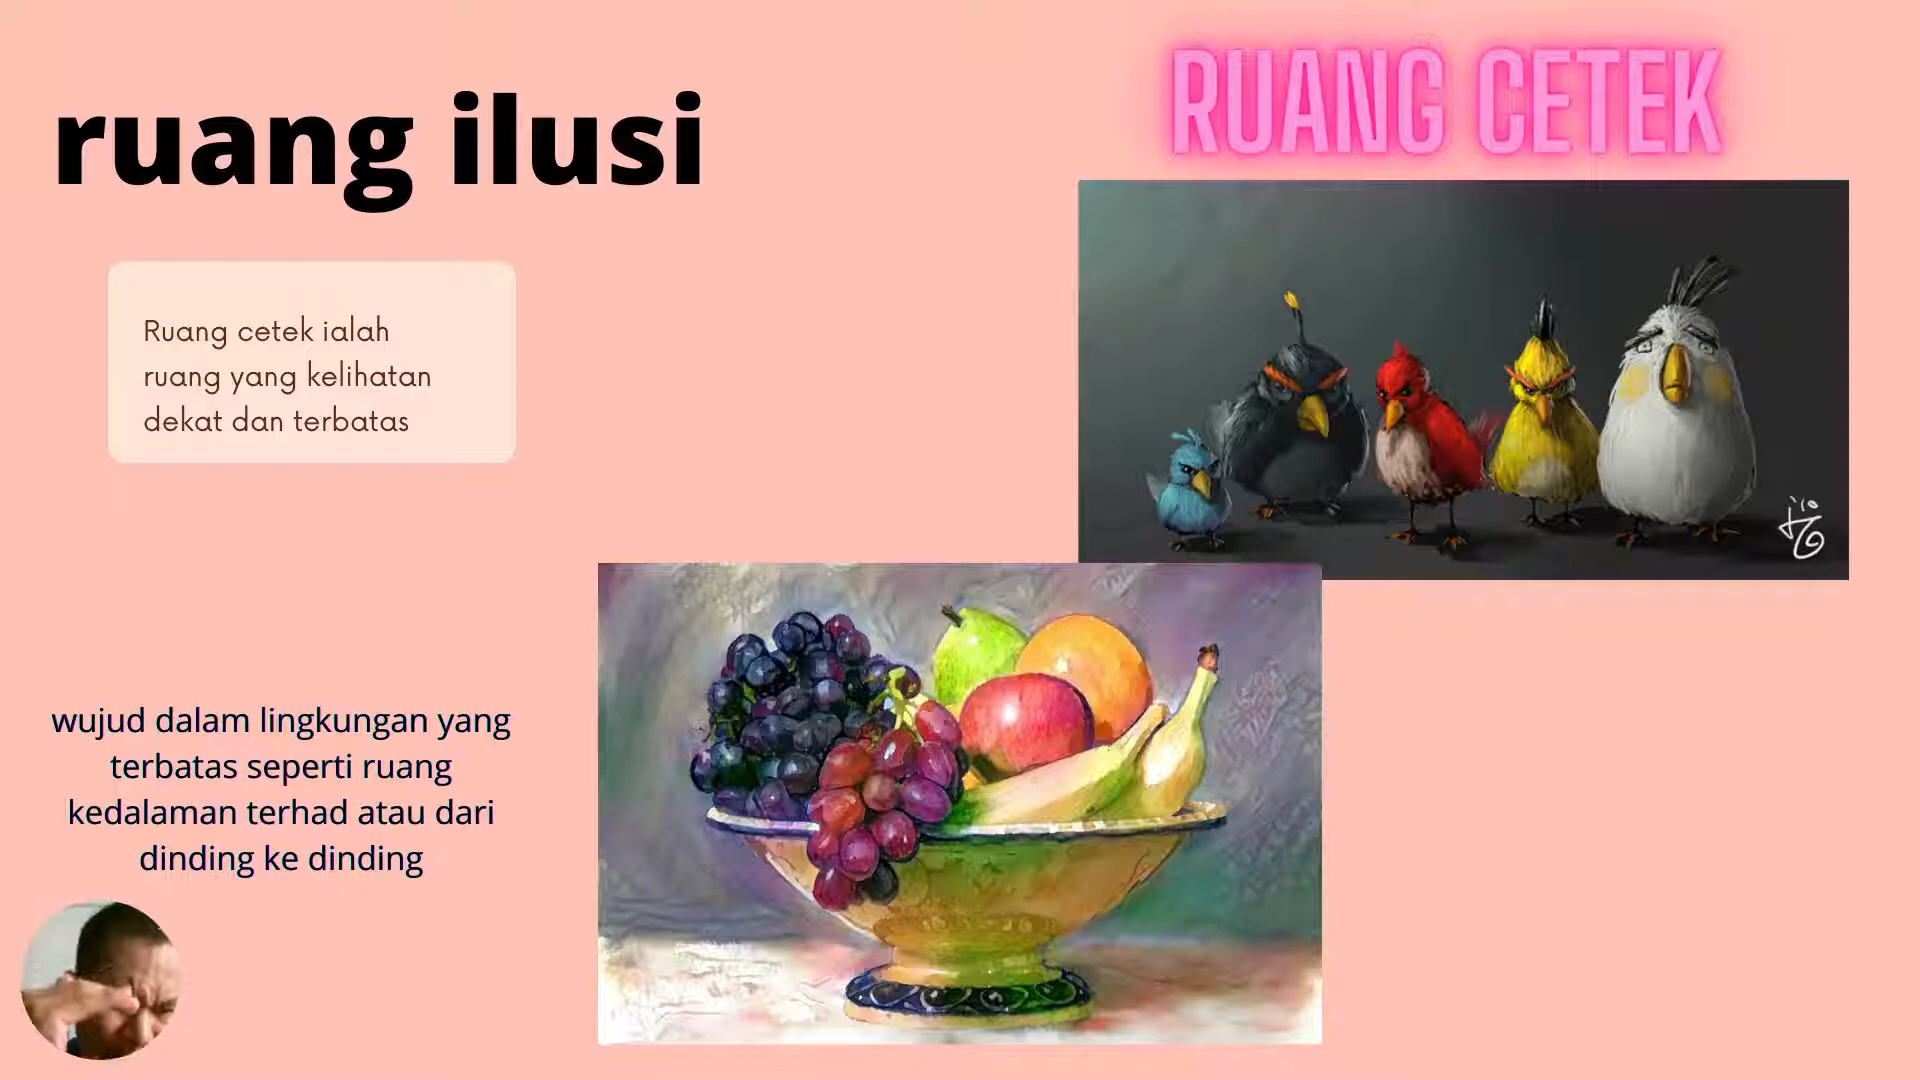 ruang ilusi
RUANG CETEK
Ruang cetek ialah
ruang yang kelihatan
dekat dan terbatas
wujud dalam lingkungan yang
terbatas seperti ruang
kedalaman terhad atau dari
dinding ke dinding